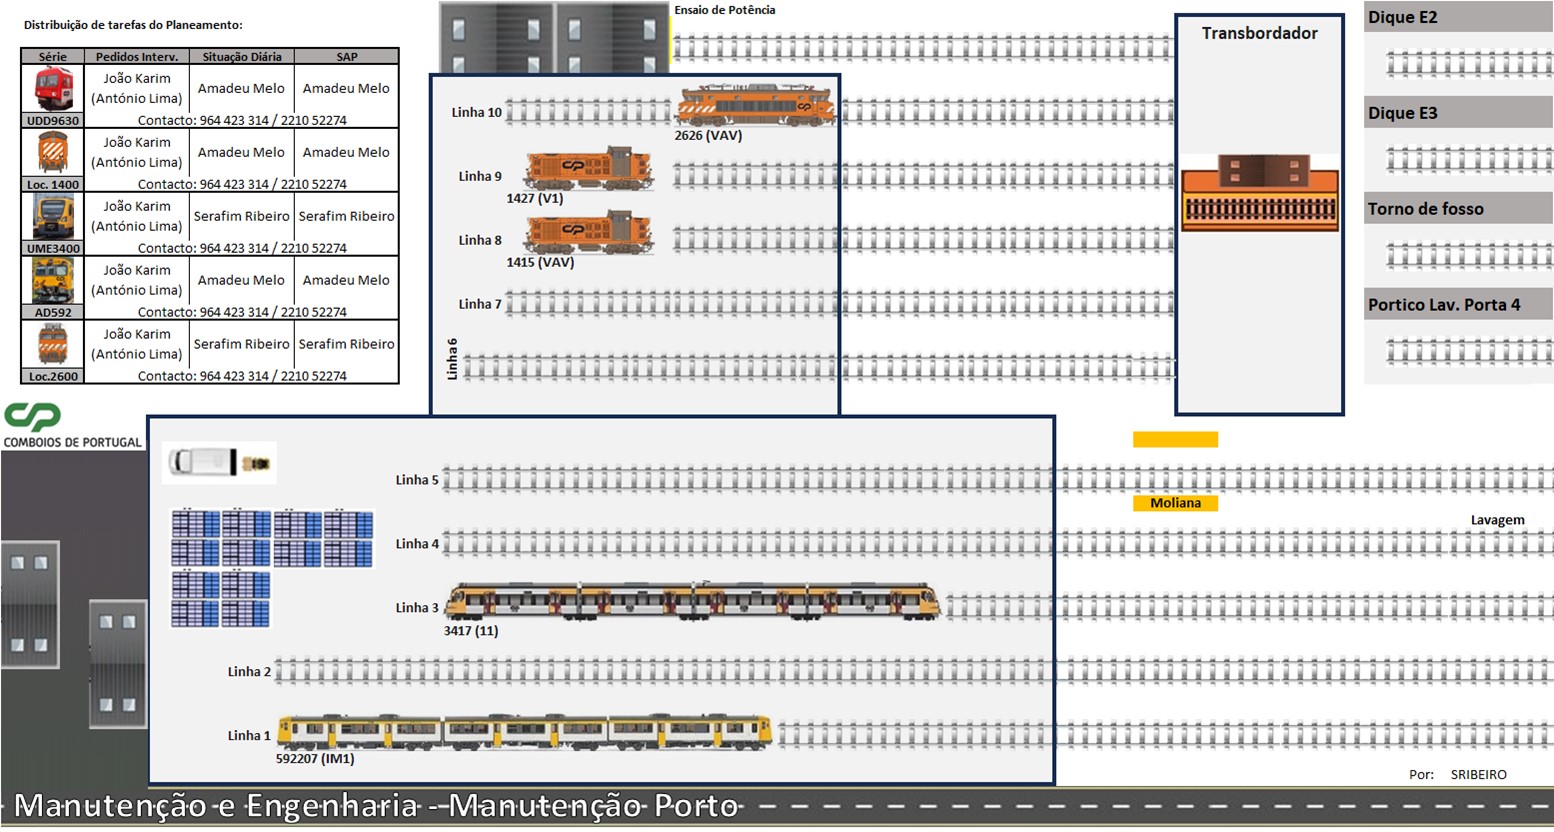 Distribuição de tarefas do Planeamento:
Série Pedidos Interv. Situação Diária SAP
João Karim
(António Lima) Amadeu Melo Amadeu Melo
UDD9630 Contacto: 964 423 314 / 2210 52274
João Karim
(António Lima) Amadeu Melo Amadeu Melo
Loc. 1400 Contacto: 964 423 314 / 2210 52274
João Karim
(António Lima) Serafim Ribeiro Serafim Ribeiro
UME3400 Contacto: 964 423 314 / 2210 52274
João Karim
(António Lima) Amadeu Melo Amadeu Melo
AD592 Contacto: 964 423 314 / 2210 52274
João Karim
(António Lima) Serafim Ribeiro Serafim Ribeiro
Loc.2600 Contacto: 964 423 314 / 2210 52274
CP
COMBOIOS DE PORTUGAL
Ensaio de Potência
Linha 10
2626 (VAV)
Linha 9
1427 (V1)
Linha 8
1415 (VAV)
Linha 7
Linha 6
Transbordador
Dique E2
Dique E3
Torno de fosso
Portico Lav. Porta 4
Linha 5
Moliana
Lavagem
Linha 4
Linha 3
3417 (11)
Linha 2
Linha 1
592207 (IM1)
Por: SRIBEIRO
Manutenção e Engenharia - Manutenção Porto